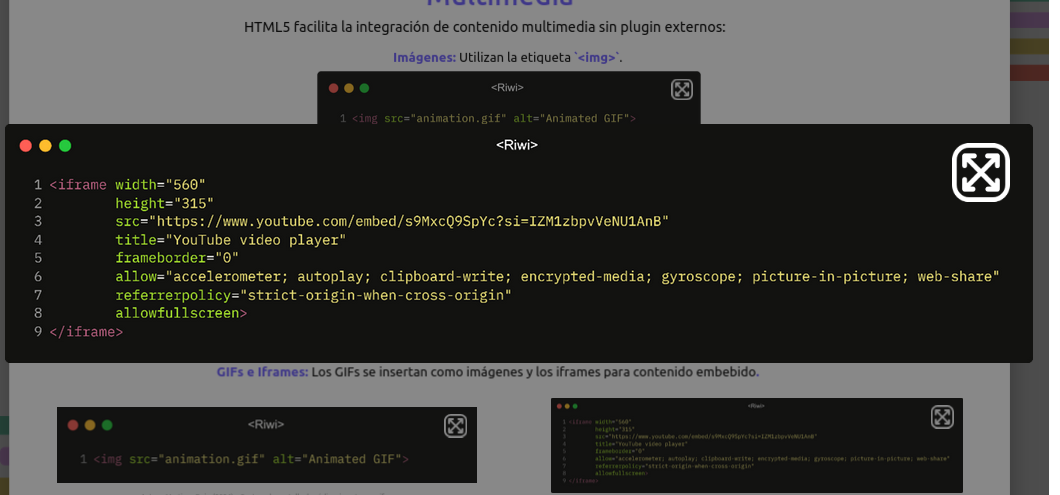 Multimedia
HTML5 facilita la integración de contenido multimedia sin plugin externos:
Imágenes: Utilizan la etiqueta `<img>`.
<Riwi>
1 <img src="animation.gif" alt="Animated GIF">
<Riwi>
1 <iframe width="560"
2 height="315"
3 src="https://www.youtube.com/embed/s9MxcQ9SpYc?si=IZM1zbpvVeNU1AnB"
4 title="YouTube video player"
5 frameborder="0"
6 allow="accelerometer; autoplay; clipboard-write; encrypted-media; gyroscope; picture-in-picture; web-share"
7 referrerpolicy="strict-origin-when-cross-origin"
8 allowfullscreen>
9 </iframe>
GIFs e Iframes: Los GIFs se insertan como imágenes y los iframes para contenido embebido.
<Riwi>
1 <img src="animation.gif" alt="Animated GIF">
<Riwi>
1 <iframe width="560"
2 height="315"
3 src="https://www.youtube.com/embed/s9MxcQ9SpYc?si=IZM1zbpvVeNU1AnB"
4 title="YouTube video player"
5 frameborder="0"
6 allow="accelerometer; autoplay; clipboard-write; encrypted-media; gyroscope; picture-in-picture; web-share"
7 referrerpolicy="strict-origin-when-cross-origin"
8 allowfullscreen>
9 </iframe>